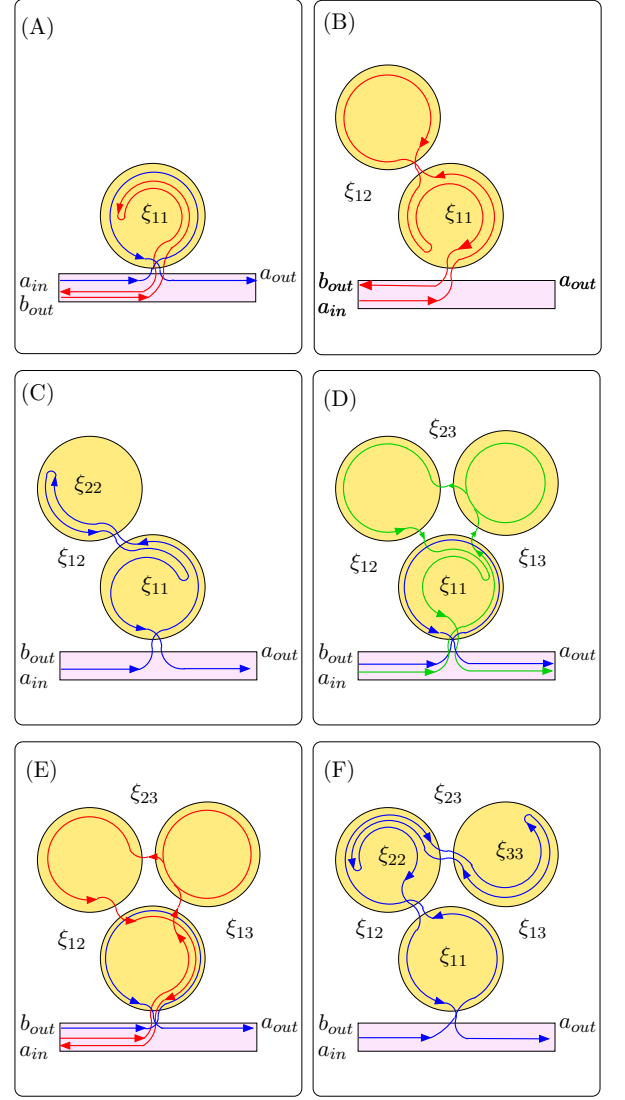 (A)
ξ11
a_in
a_out
b_out
(B)
ξ12
ξ11
b_out
a_out
a_in
(C)
ξ22
ξ12
ξ11
b_out
a_out
a_in
(D)
ξ23
ξ12
ξ13
ξ11
b_out
a_out
a_in
(E)
ξ23
ξ12
ξ13
b_out
a_out
a_in
(F)
ξ23
ξ22
ξ33
ξ12
ξ13
ξ11
b_out
a_out
a_in